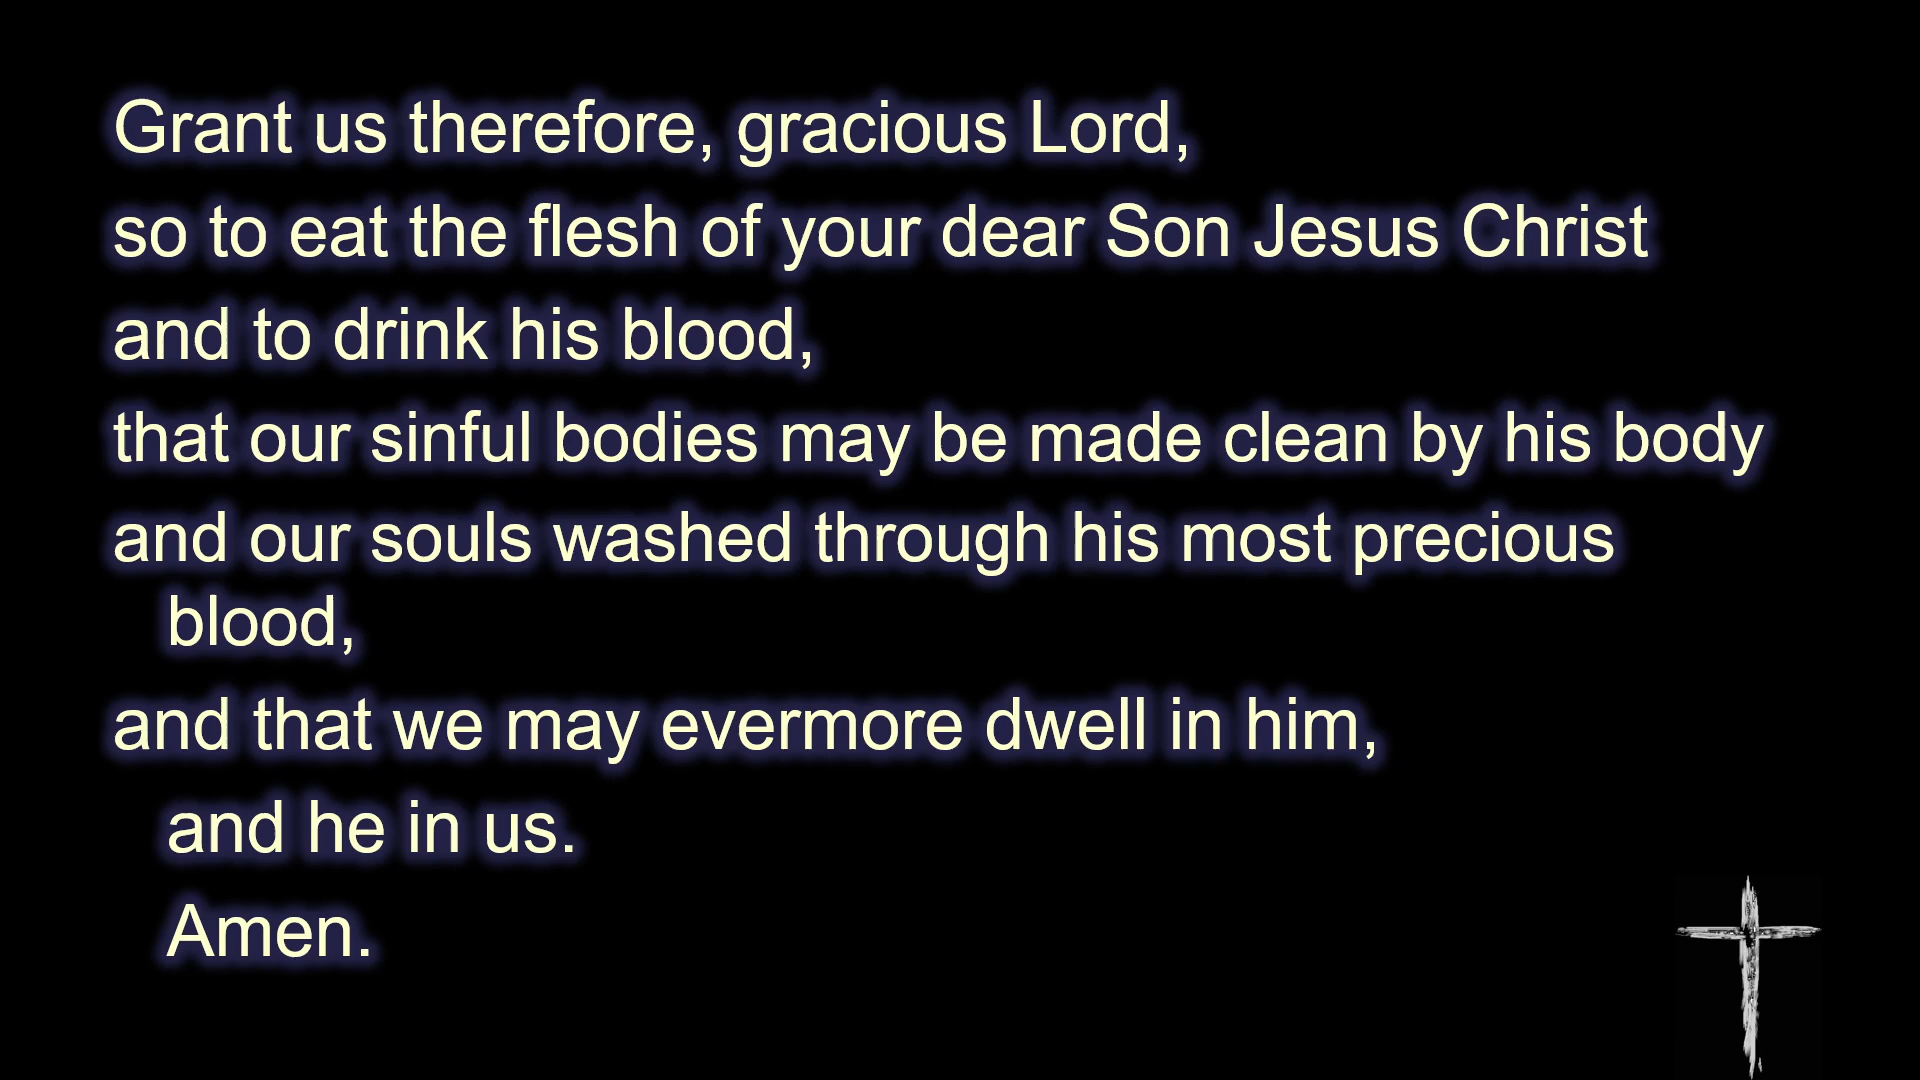 Grant us therefore, gracious Lord,
so to eat the flesh of your dear Son Jesus Christ
and to drink his blood,
that our sinful bodies may be made clean by his body
and our souls washed through his most precious
blood,
and that we may evermore dwell in him,
and he in us.
Amen.